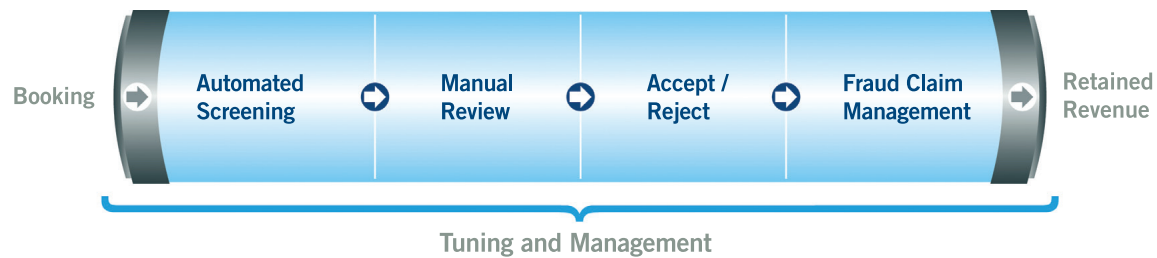 Booking
Automated
Screening
Manual
Review
Accept /
Reject
Fraud Claim
Management
Retained
Revenue
Tuning and Management